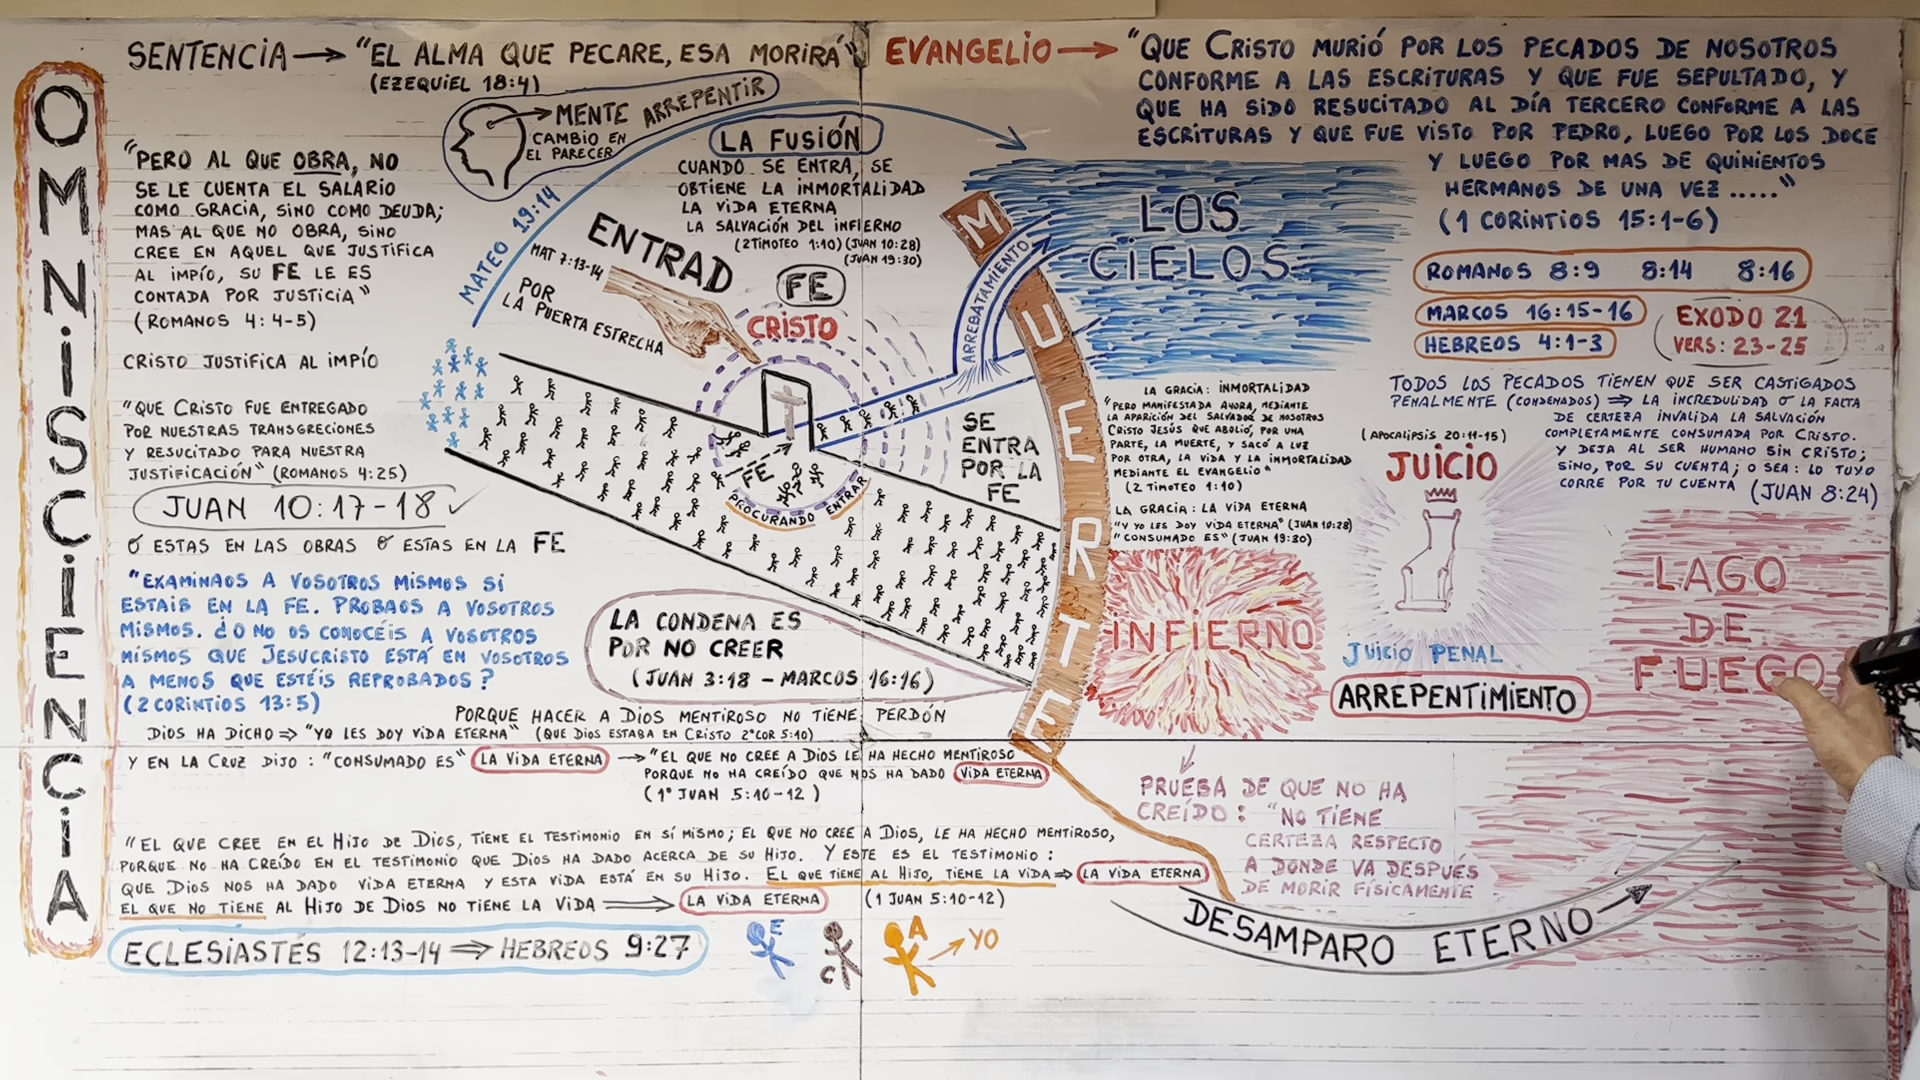 OMNISCIENCIA
SENTENCIA → "EL ALMA QUE PECARE, ESA MORIRÁ"
(EZEQUIEL 18:4)
MENTE ARREPENTIR
CAMBIO EN
EL PARECER
"PERO AL QUE OBRA, NO
SE LE CUENTA EL SALARIO
COMO GRACIA, SINO COMO DEUDA;
MAS AL QUE NO OBRA, SINO
CREE EN AQUEL QUE JUSTIFICA
AL IMPÍO, SU FE LE ES
CONTADA POR JUSTICIA"
(ROMANOS 4:4-5)
CRISTO JUSTIFICA AL IMPÍO
"QUE CRISTO FUE ENTREGADO
POR NUESTRAS TRANSGRECIONES
Y RESUCITADO PARA NUESTRA
JUSTIFICACIÓN" (ROMANOS 4:25)
JUAN 10:17-18
Ó ESTAS EN LAS OBRAS Ó ESTAS EN LA FE
"EXAMINAOS A VOSOTROS MISMOS SI
ESTAIS EN LA FE. PROBAOS A VOSOTROS
MISMOS. ¿O NO OS CONOCÉIS A VOSOTROS
MISMOS QUE JESUCRISTO ESTÁ EN VOSOTROS
A MENOS QUE ESTÉIS REPROBADOS?
(2 CORINTIOS 13:5)
MATEO 19:14
LA FUSIÓN
CUANDO SE ENTRA, SE
OBTIENE LA INMORTALIDAD
LA VIDA ETERNA
LA SALVACIÓN DEL INFIERNO
(2 TIMOTEO 1:10) (JUAN 10:28)
(JUAN 19:30)
ENTRAD
MAT 7:13-14
POR
LA PUERTA ESTRECHA
FE
CRISTO
FE
PROCURANDO ENTRAR
SE
ENTRA
POR LA
FE
ARREBATAMIENTO
MUERTE
LA CONDENA ES
POR NO CREER
(JUAN 3:18 - MARCOS 16:16)
PORQUE HACER A DIOS MENTIROSO NO TIENE PERDÓN
DIOS HA DICHO ⇒ "YO LES DOY VIDA ETERNA" (QUE DIOS ESTABA EN CRISTO 2°COR 5:10)
Y EN LA CRUZ DIJO: "CONSUMADO ES" LA VIDA ETERNA → "EL QUE NO CREE A DIOS LE HA HECHO MENTIROSO
PORQUE NO HA CREÍDO QUE NOS HA DADO VIDA ETERNA
(1° JUAN 5:10-12)
"EL QUE CREE EN EL HIJO DE DIOS, TIENE EL TESTIMONIO EN SÍ MISMO; EL QUE NO CREE A DIOS, LE HA HECHO MENTIROSO,
PORQUE NO HA CREÍDO EN EL TESTIMONIO QUE DIOS HA DADO ACERCA DE SU HIJO. Y ESTE ES EL TESTIMONIO:
QUE DIOS NOS HA DADO VIDA ETERNA Y ESTA VIDA ESTÁ EN SU HIJO. EL QUE TIENE AL HIJO, TIENE LA VIDA ⇒ LA VIDA ETERNA
EL QUE NO TIENE AL HIJO DE DIOS NO TIENE LA VIDA ⇒ LA VIDA ETERNA (1 JUAN 5:10-12)
ECLESIASTÉS 12:13-14 ⇒ HEBREOS 9:27
E
C
A → YO
EVANGELIO → "QUE CRISTO MURIÓ POR LOS PECADOS DE NOSOTROS
CONFORME A LAS ESCRITURAS Y QUE FUE SEPULTADO, Y
QUE HA SIDO RESUCITADO AL DÍA TERCERO CONFORME A LAS
ESCRITURAS Y QUE FUE VISTO POR PEDRO, LUEGO POR LOS DOCE
Y LUEGO POR MAS DE QUINIENTOS
HERMANOS DE UNA VEZ ....."
(1 CORINTIOS 15:1-6)
LOS
CIELOS
ROMANOS 8:9 8:14 8:16
MARCOS 16:15-16
HEBREOS 4:1-3
EXODO 21
VERS: 23-25
TODOS LOS PECADOS TIENEN QUE SER CASTIGADOS
PENALMENTE (CONDENADOS) ⇒ LA INCREDULIDAD O LA FALTA
DE CERTEZA INVALIDA LA SALVACIÓN
COMPLETAMENTE CONSUMADA POR CRISTO.
Y DEJA AL SER HUMANO SIN CRISTO;
SINO, POR SU CUENTA; O SEA: LO TUYO
CORRE POR TU CUENTA (JUAN 8:24)
LA GRACIA: INMORTALIDAD
"PERO MANIFESTADA AHORA, MEDIANTE
LA APARICIÓN DEL SALVADOR DE NOSOTROS
CRISTO JESÚS QUE ABOLIÓ, POR UNA
PARTE, LA MUERTE, Y SACÓ A LUZ
POR OTRA, LA VIDA Y LA INMORTALIDAD
MEDIANTE EL EVANGELIO"
(2 TIMOTEO 1:10)
LA GRACIA: LA VIDA ETERNA
"Y YO LES DOY VIDA ETERNA" (JUAN 10:28)
"CONSUMADO ES" (JUAN 19:30)
(APOCALIPSIS 20:11-15)
JUICIO
JUICIO PENAL
INFIERNO
ARREPENTIMIENTO
LAGO
DE
FUEGO
PRUEBA DE QUE NO HA
CREÍDO: "NO TIENE
CERTEZA RESPECTO
A DONDE VA DESPUÉS
DE MORIR FÍSICAMENTE
DESAMPARO ETERNO →